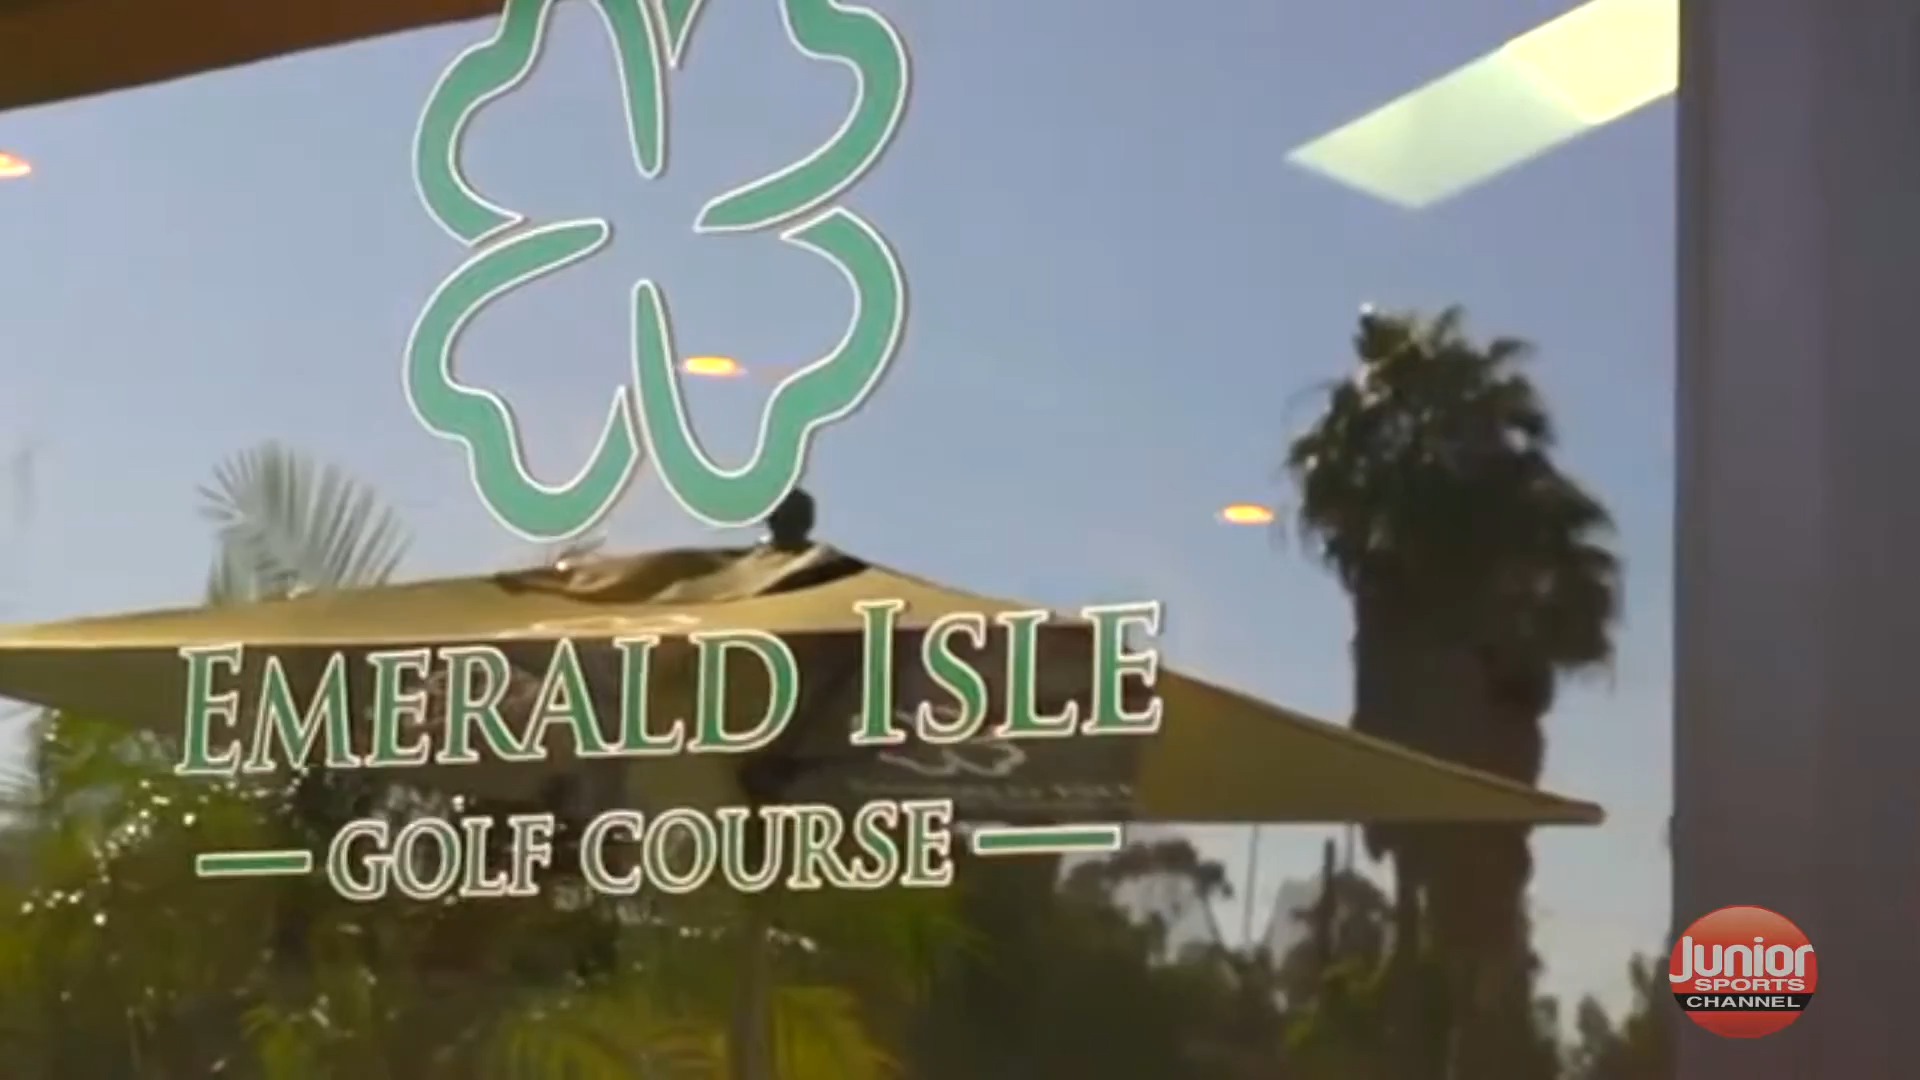 EMERALD ISLE
GOLF COURSE
Junior
SPORTS
CHANNEL